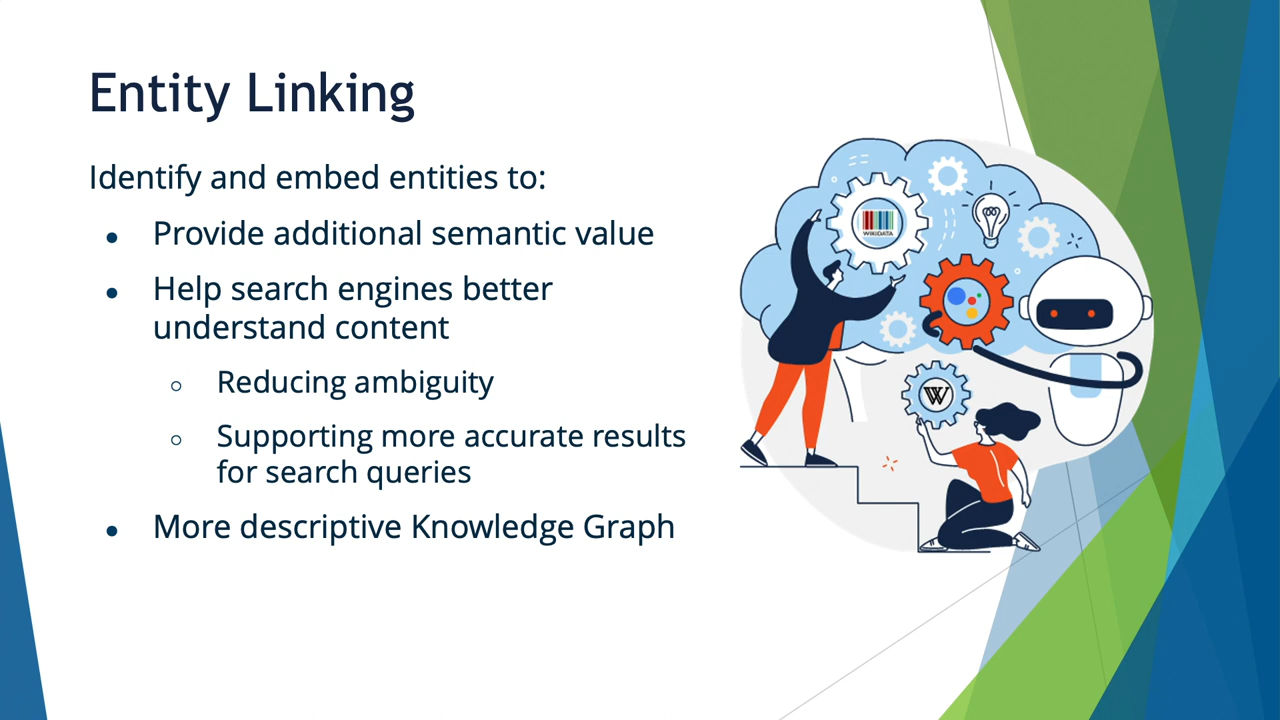 Entity Linking
Identify and embed entities to:
● Provide additional semantic value
● Help search engines better
understand content
○ Reducing ambiguity
○ Supporting more accurate results
for search queries
● More descriptive Knowledge Graph
WIKIDATA
W